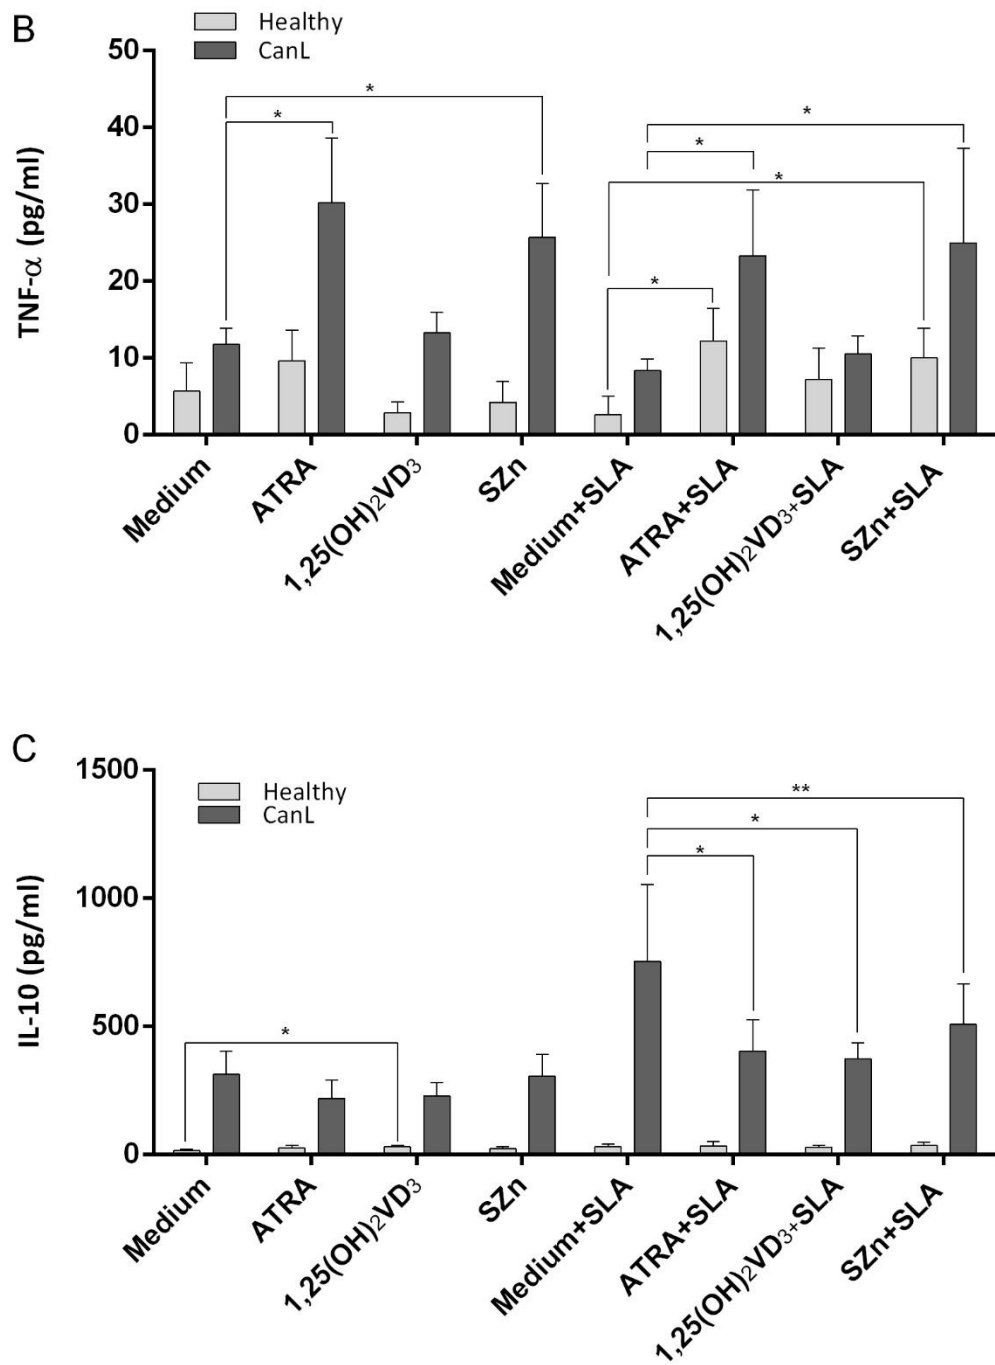 B
Healthy
CanL
TNF-α (pg/ml)
50
40
30
20
10
0
*
*
*
*
*
*
Medium
ATRA
1,25(OH)₂VD₃
SZn
Medium+SLA
ATRA+SLA
1,25(OH)₂VD₃₊SLA
SZn+SLA
C
Healthy
CanL
IL-10 (pg/ml)
1500
1000
500
0
**
*
*
*
Medium
ATRA
1,25(OH)₂VD₃
SZn
Medium+SLA
ATRA+SLA
1,25(OH)₂VD₃₊SLA
SZn+SLA